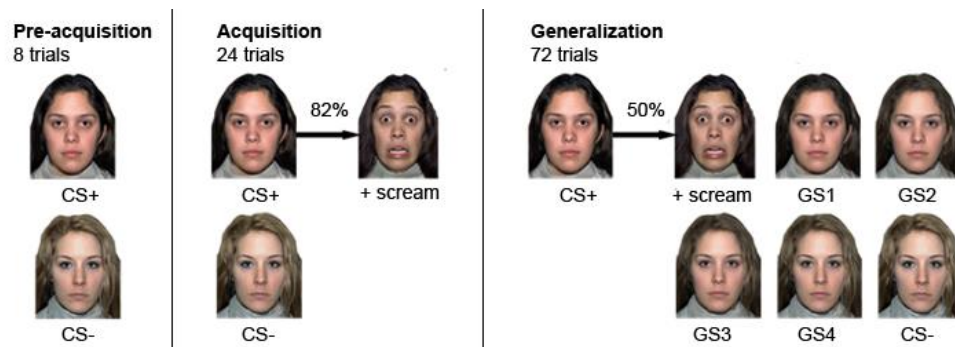 Pre-acquisition
8 trials
CS+
CS-
Acquisition
24 trials
82%
CS+
+ scream
CS-
Generalization
72 trials
50%
CS+
+ scream
GS1
GS2
GS3
GS4
CS-